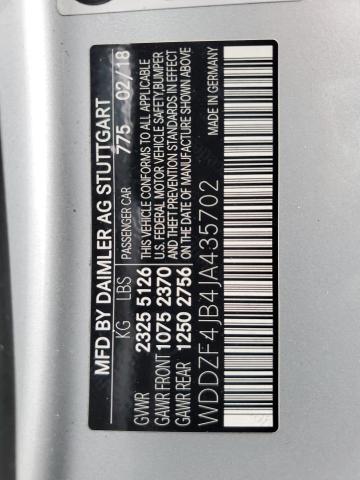 MFD BY DAIMLER AG STUTTGART
KG LBS PASSENGER CAR 775 02/18
GVWR 2325 5126 THIS VEHICLE CONFORMS TO ALL APPLICABLE
GAWR FRONT 1075 2370 U.S. FEDERAL MOTOR VEHICLE SAFETY,BUMPER
GAWR REAR 1250 2756 AND THEFT PREVENTION STANDARDS IN EFFECT
ON THE DATE OF MANUFACTURE SHOWN ABOVE.
WDDZF4JB4JA435702
MADE IN GERMANY